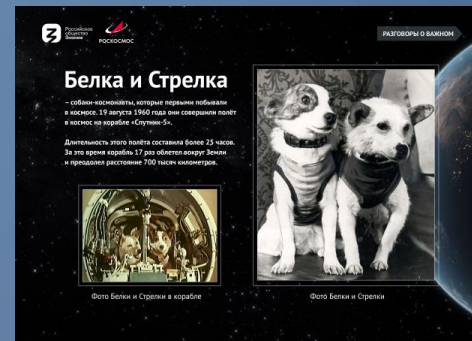 Российское
общество
Знание
РОСКОСМОС
РАЗГОВОРЫ О ВАЖНОМ
Белка и Стрелка
– собаки-космонавты, которые первыми побывали
в космосе. 19 августа 1960 года они совершили полёт
в космос на корабле «Спутник-5».
Длительность этого полёта составила более 25 часов.
За это время корабль 17 раз облетел вокруг Земли
и преодолел расстояние 700 тысяч километров.
Фото Белки и Стрелки в корабле
Фото Белки и Стрелки